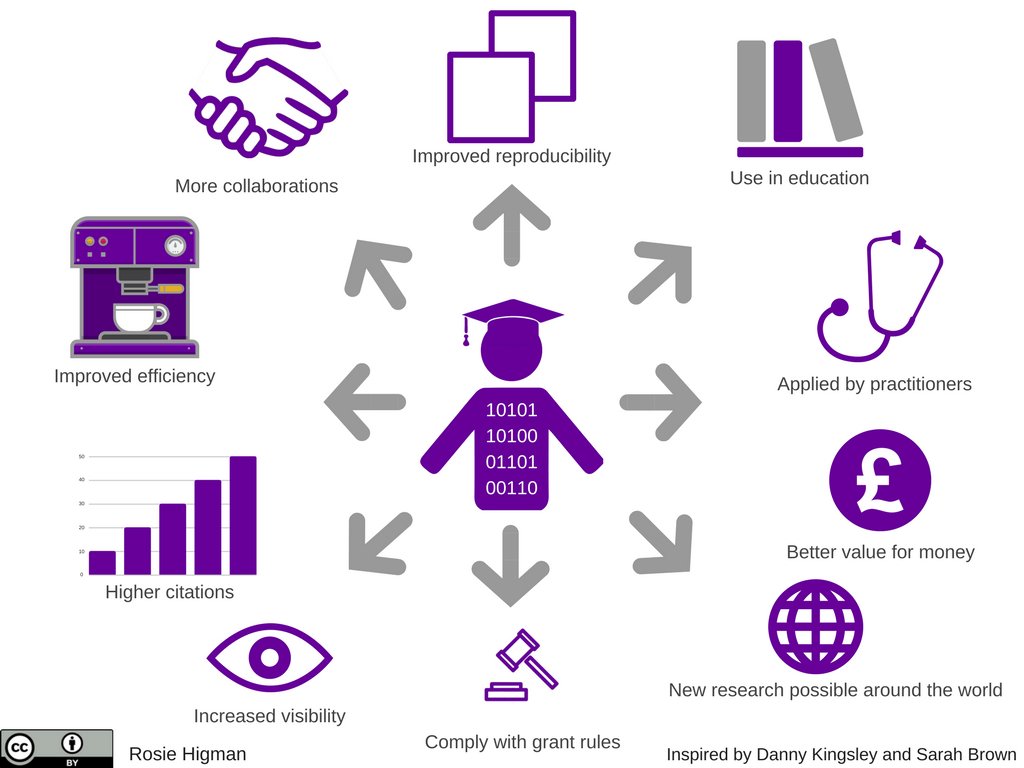 Improved reproducibility
More collaborations
Use in education
Improved efficiency
Applied by practitioners
10101
10100
01101
00110
50
40
30
20
10
0
Higher citations
Better value for money
New research possible around the world
Increased visibility
Comply with grant rules
cc
BY
Rosie Higman
Inspired by Danny Kingsley and Sarah Brown
£